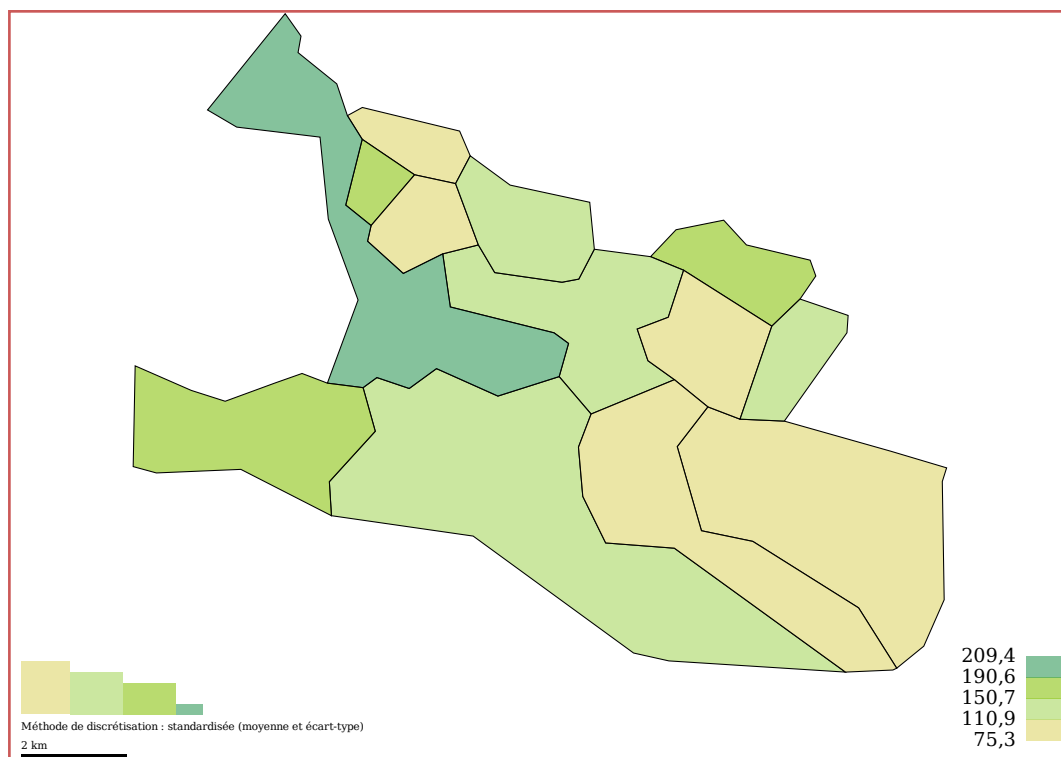 209,4
190,6
150,7
110,9
75,3
Méthode de discrétisation : standardisée (moyenne et écart-type)
2 km